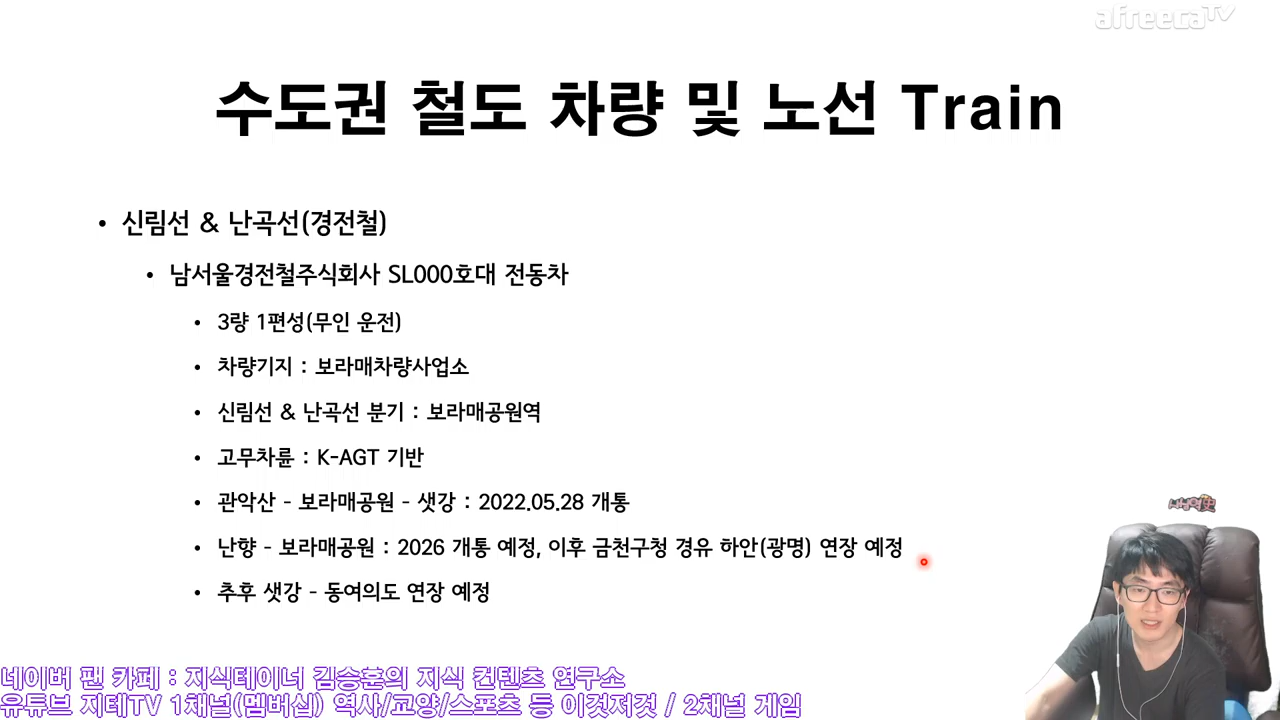 afreecaTV
수도권 철도 차량 및 노선 Train
• 신림선 & 난곡선(경전철)
• 남서울경전철주식회사 SL000호대 전동차
• 3량 1편성(무인 운전)
• 차량기지 : 보라매차량사업소
• 신림선 & 난곡선 분기 : 보라매공원역
• 고무차륜 : K-AGT 기반
• 관악산 - 보라매공원 - 샛강 : 2022.05.28 개통
• 난향 - 보라매공원 : 2026 개통 예정, 이후 금천구청 경유 하안(광명) 연장 예정
• 추후 샛강 - 동여의도 연장 예정
네이버 팬 카페 : 지식테이너 김승훈의 지식 컨텐츠 연구소
유튜브 지테TV 1채널(멤버십) 역사/교양/스포츠 등 이것저것 / 2채널 게임